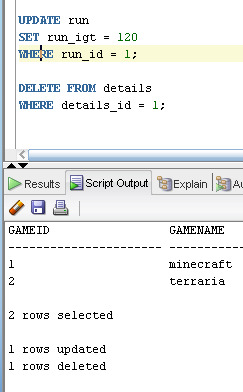 UPDATE run
SET run_igt = 120
WHERE run_id = 1;
DELETE FROM details
WHERE details_id = 1;
Results Script Output Explain Au
GAMEID GAMENAME
---------------------- ----------
1 minecraft
2 terraria
2 rows selected
1 rows updated
1 rows deleted